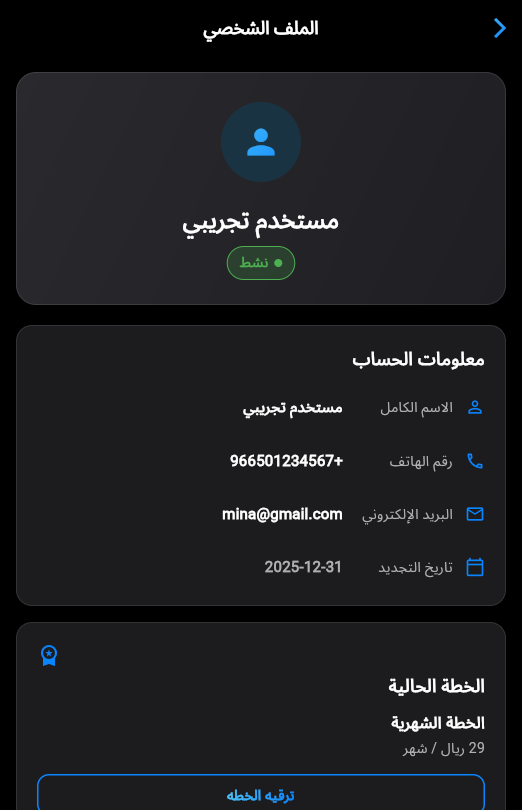 الملف الشخصي
مستخدم تجريبي
نشط
معلومات الحساب
الاسم الكامل مستخدم تجريبي
رقم الهاتف 966501234567+
البريد الإلكتروني mina@gmail.com
تاريخ التجديد 2025-12-31
الخطة الحالية
الخطة الشهرية
29 ريال / شهر
ترقيه الخطه